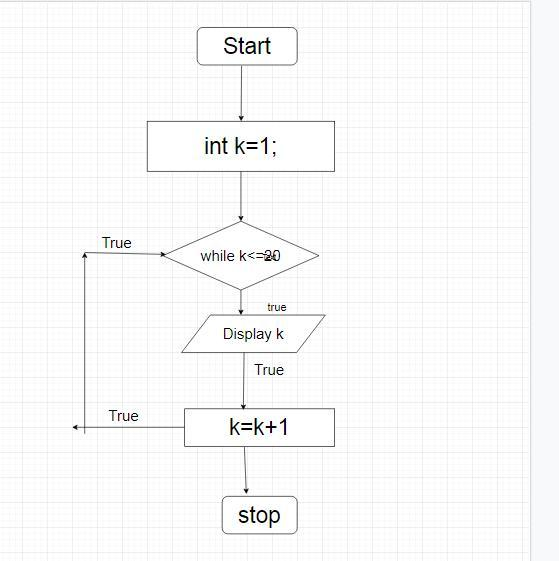 Start
int k=1;
True
while k<=20
true
Display k
True
True
k=k+1
stop